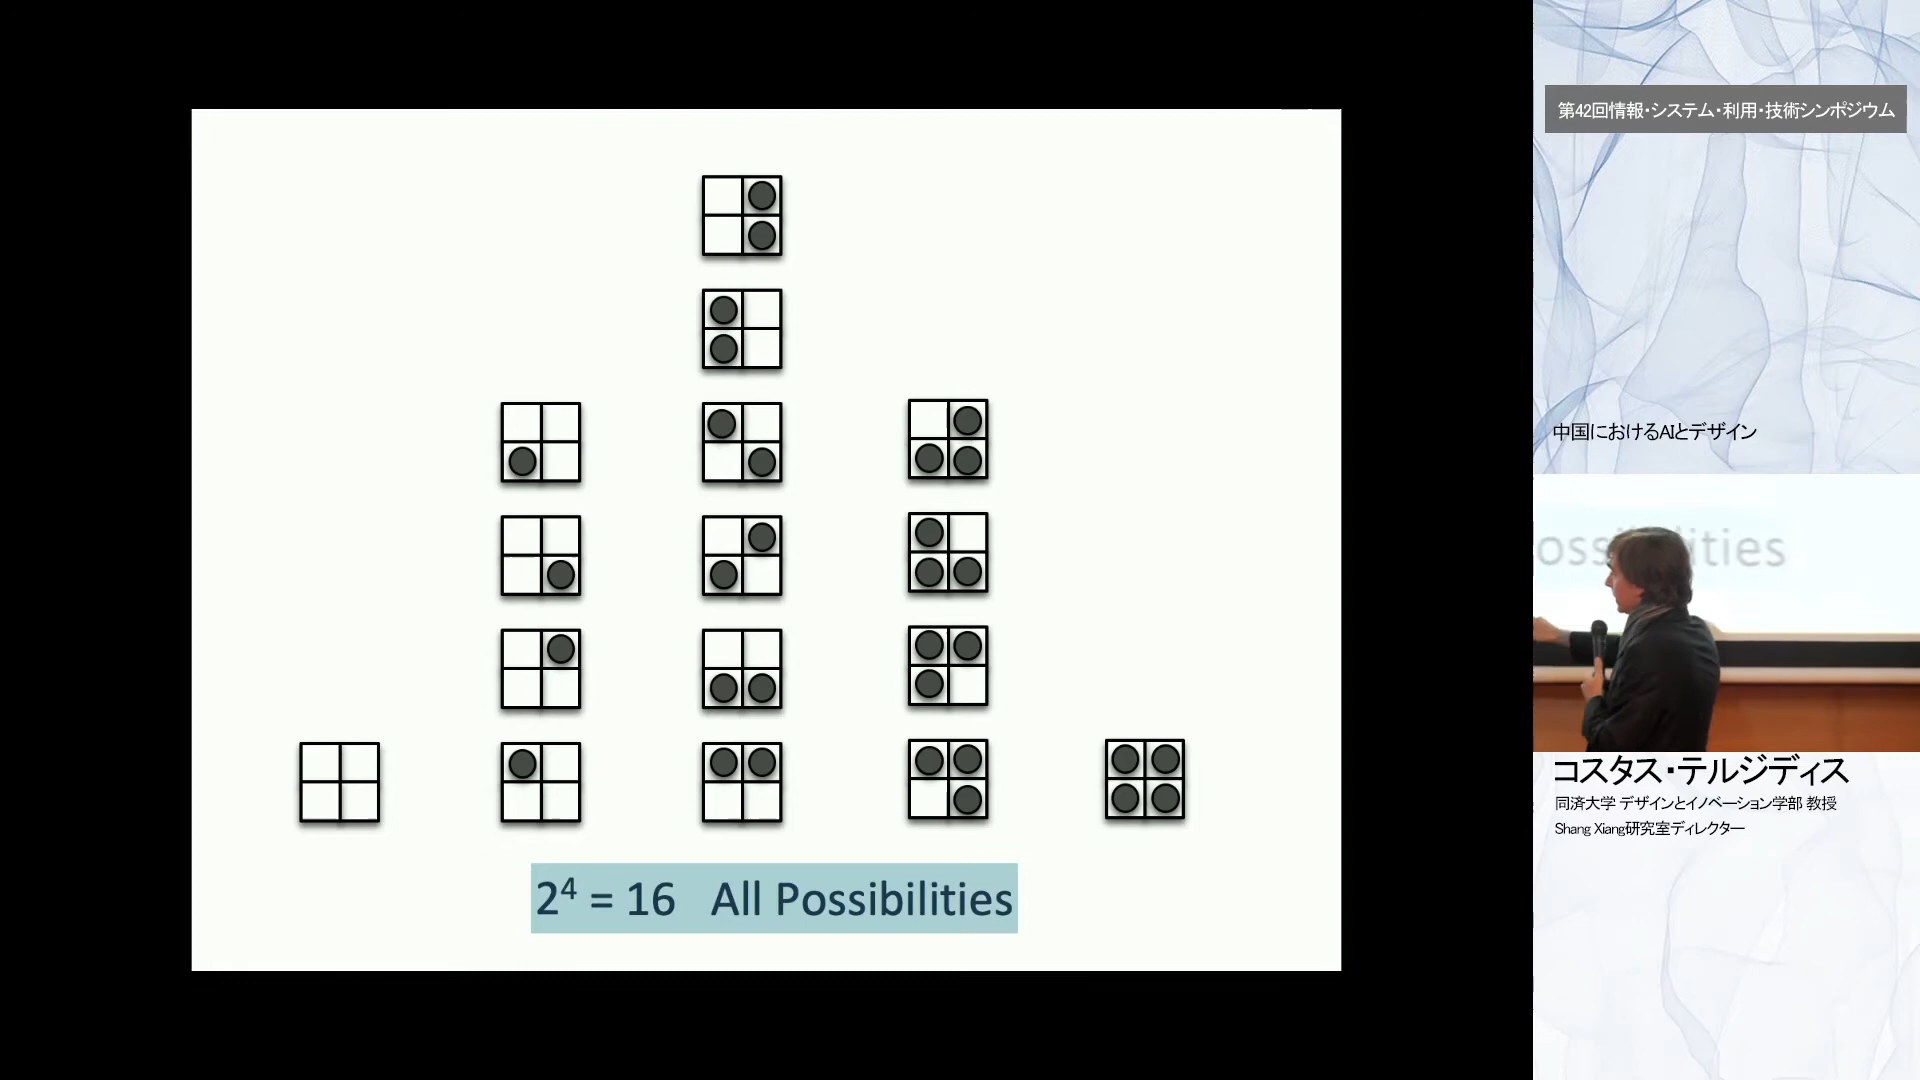 2⁴ = 16 All Possibilities
第42回情報・システム・利用・技術シンポジウム
中国におけるAIとデザイン
ossibilities
コスタス・テルジディス
同済大学 デザインとイノベーション学部 教授
Shang Xiang研究室ディレクター